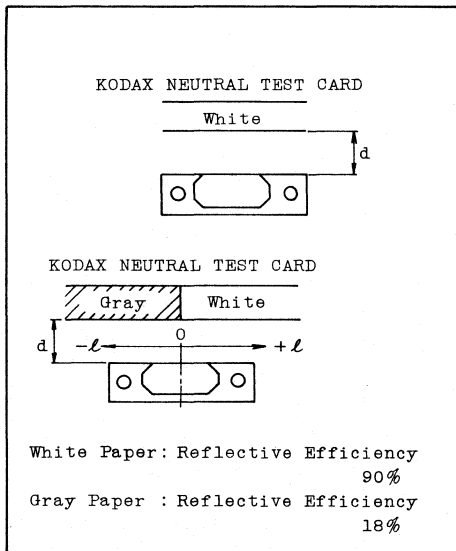 KODAX NEUTRAL TEST CARD
White
d
KODAX NEUTRAL TEST CARD
Gray White
d
-ℓ 0 +ℓ
White Paper: Reflective Efficiency
90%
Gray Paper : Reflective Efficiency
18%